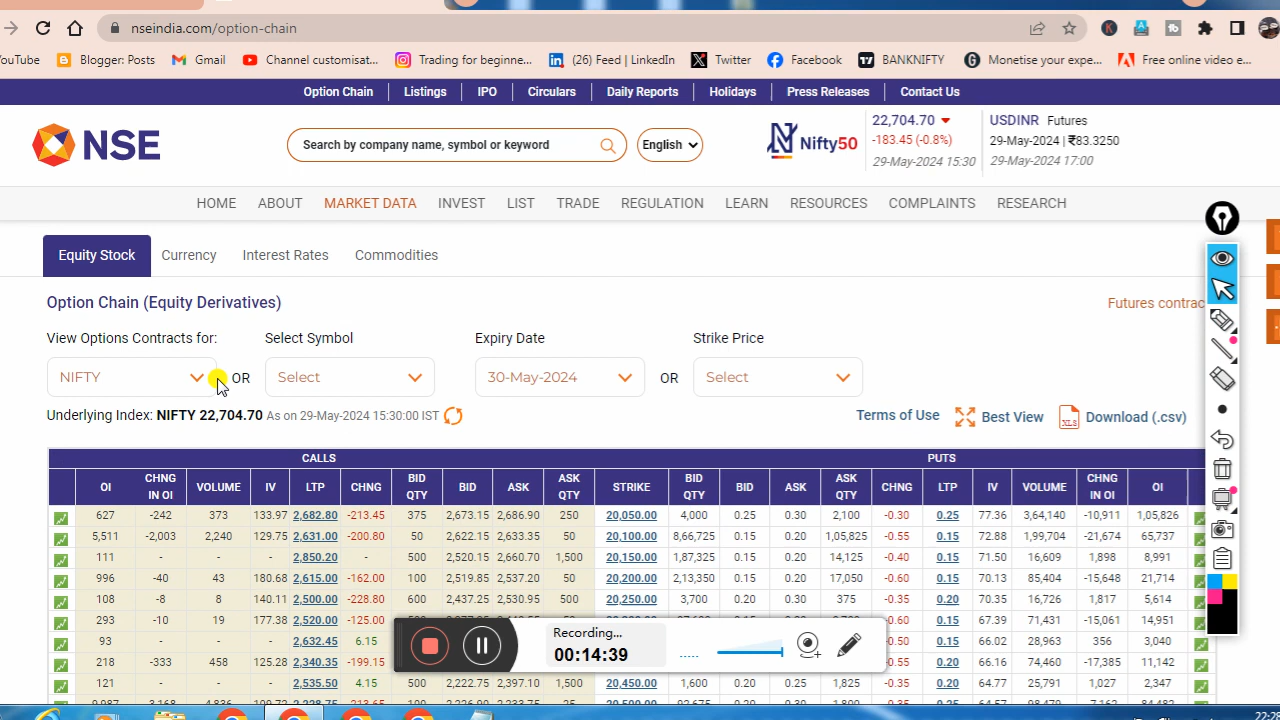 nseindia.com/option-chain
YouTube Blogger: Posts Gmail Channel customisat... Trading for beginne... (26) Feed | LinkedIn Twitter Facebook BANKNIFTY Monetise your expe... Free online video e...
Option Chain Listings IPO Circulars Daily Reports Holidays Press Releases Contact Us
NSE
Search by company name, symbol or keyword
English
Nifty50
22,704.70
-183.45 (-0.8%)
29-May-2024 15:30
USDINR Futures
29-May-2024 | ₹83.3250
29-May-2024 17:00
HOME ABOUT MARKET DATA INVEST LIST TRADE REGULATION LEARN RESOURCES COMPLAINTS RESEARCH
Equity Stock Currency Interest Rates Commodities
Option Chain (Equity Derivatives)
Futures contrac
View Options Contracts for: Select Symbol Expiry Date Strike Price
NIFTY OR Select 30-May-2024 OR Select
Underlying Index: NIFTY 22,704.70 As on 29-May-2024 15:30:00 IST
Terms of Use Best View XLS Download (.csv)
CALLS PUTS
OI CHNG IN OI VOLUME IV LTP CHNG BID QTY BID ASK ASK QTY STRIKE BID QTY BID ASK ASK QTY CHNG LTP IV VOLUME CHNG IN OI OI
627 -242 373 133.97 2,682.80 -213.45 375 2,673.15 250 20,050.00 4,000 0.25 0.30 2,100 -0.30 0.25 77.36 3,64,140 -10,911 1,05,826
5,511 -2,003 2,240 129.75 2,631.00 -200.80 50 2,622.15 50 20,100.00 8,66,725 0.15 0.20 1,05,825 -0.55 0.15 72.88 1,99,704 -21,674 65,737
111 - - - 2,850.20 - 500 2,520.15 1,500 20,150.00 1,87,325 0.15 0.20 14,125 -0.40 0.15 71.50 16,609 1,898 8,991
996 -40 43 180.68 2,615.00 -162.00 100 2,519.85 2,537.20 50 20,200.00 2,13,350 0.15 0.20 17,050 -0.60 0.15 70.13 85,404 -15,648 21,714
108 -8 8 140.11 2,500.00 -228.80 600 2,437.25 500 20,250.00 3,700 0.15 0.20 375 -0.35 0.20 70.35 16,726 1,817 5,614
293 -10 19 177.38 2,520.00 -125.00 -0.60 0.20 67.39 71,431 -15,061 14,951
93 - - - 2,632.45 6.15 -0.50 0.20 66.02 28,963 356 3,040
218 333 458 125.28 2,340.35 -199.15 -0.55 0.20 66.16 74,460 -17,385 11,142
121 - - - 2,535.50 4.15 500 2,222.75 2,397.10 1,500 20,450.00 1,600 0.20 0.25 1,825 -0.35 0.20 64.77 25,791 1,027 2,347
Recording...
00:14:39